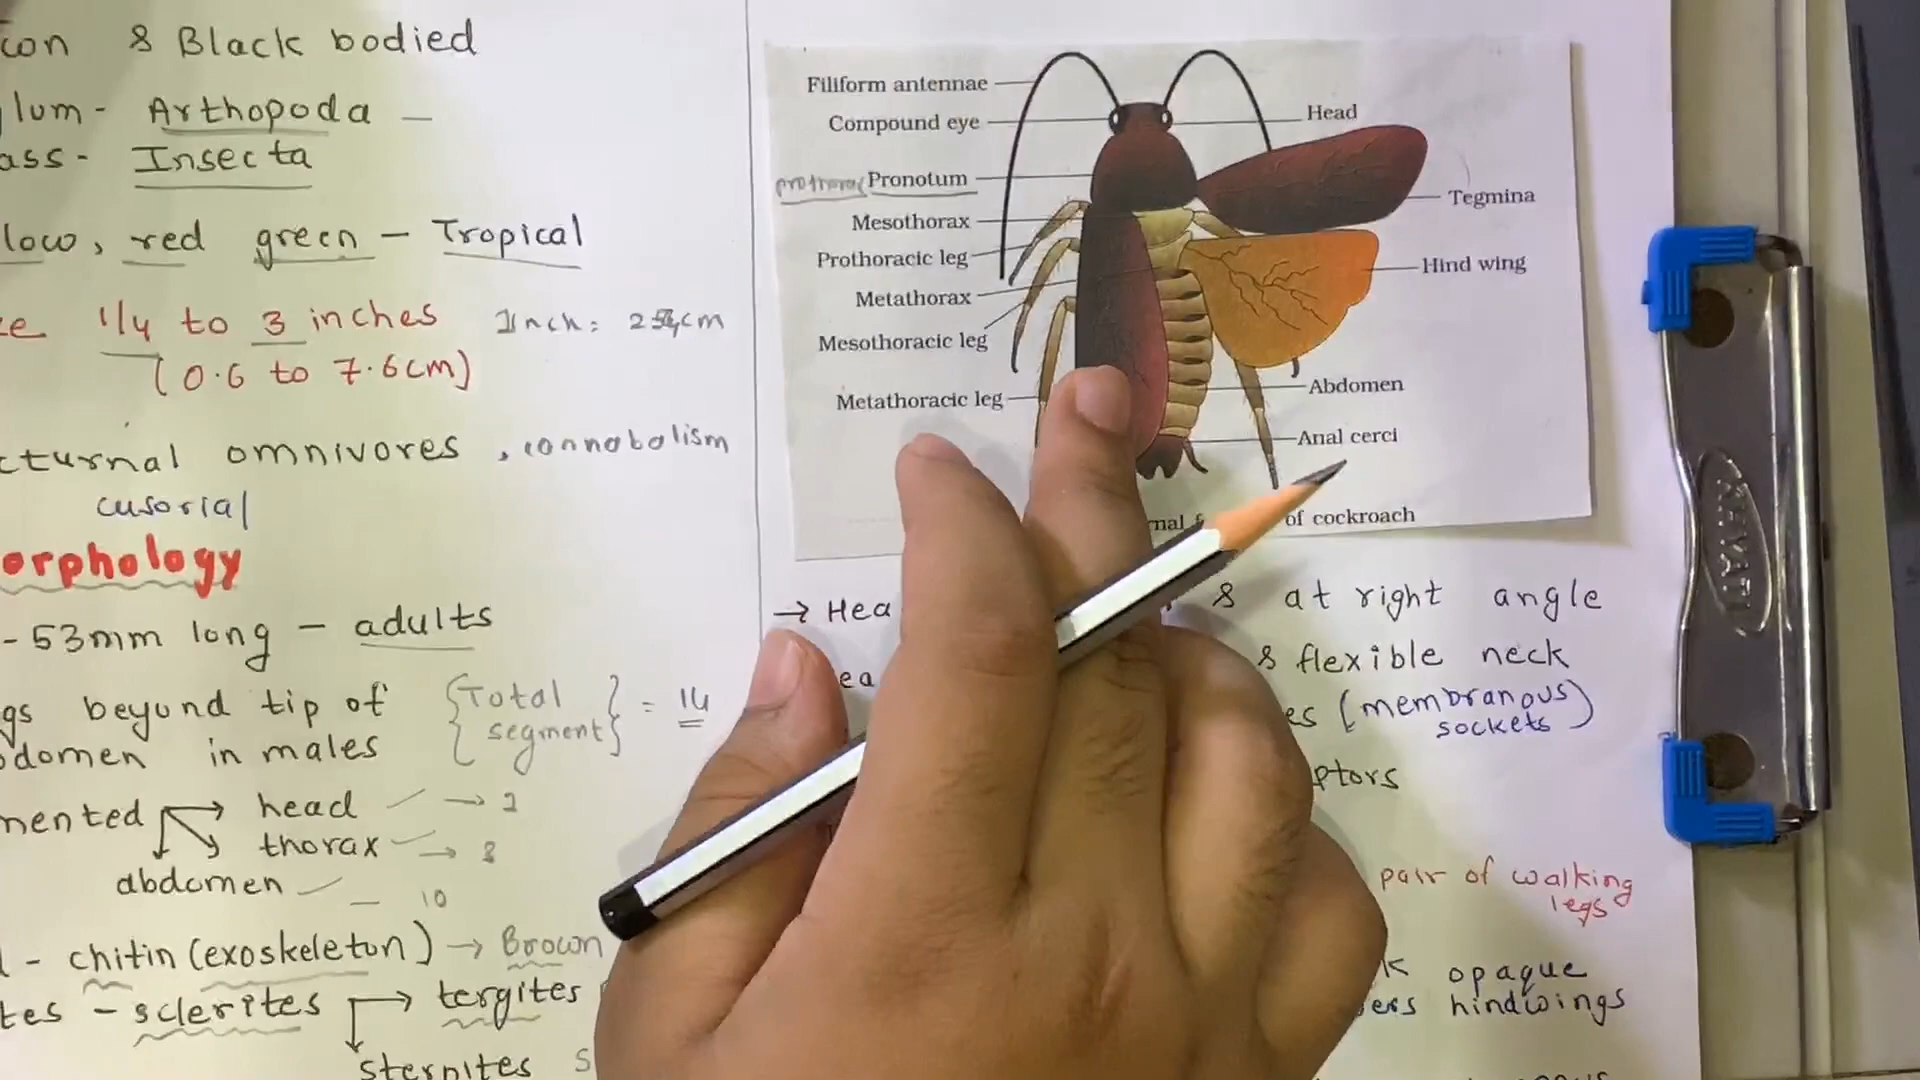 & Black bodied
lum - Arthopoda
ass - Insecta
low, red green - Tropical
1/4 to 3 inches
(0.6 to 7.6cm)
cturnal omnivores, connobolism
cusorial
orphology
- 53mm long - adults
gs beyond tip of
domen in males
{Total segment} = 14
mented → head → 1
thorax → 3
abdomen - 10
- chitin (exoskeleton) → Brown
tes - sclerites → tergites
sternites
Filiform antennae
Compound eye
Pronotum
Mesothorax
Prothoracic leg
Metathorax
Mesothoracic leg
Metathoracic leg
Head
Tegmina
Hind wing
Abdomen
Anal cerci
of cockroach
→ Hea & at right angle
ea & flexible neck
es (membranous sockets)
ptors
pair of walking legs
k opaque
ers hindwings